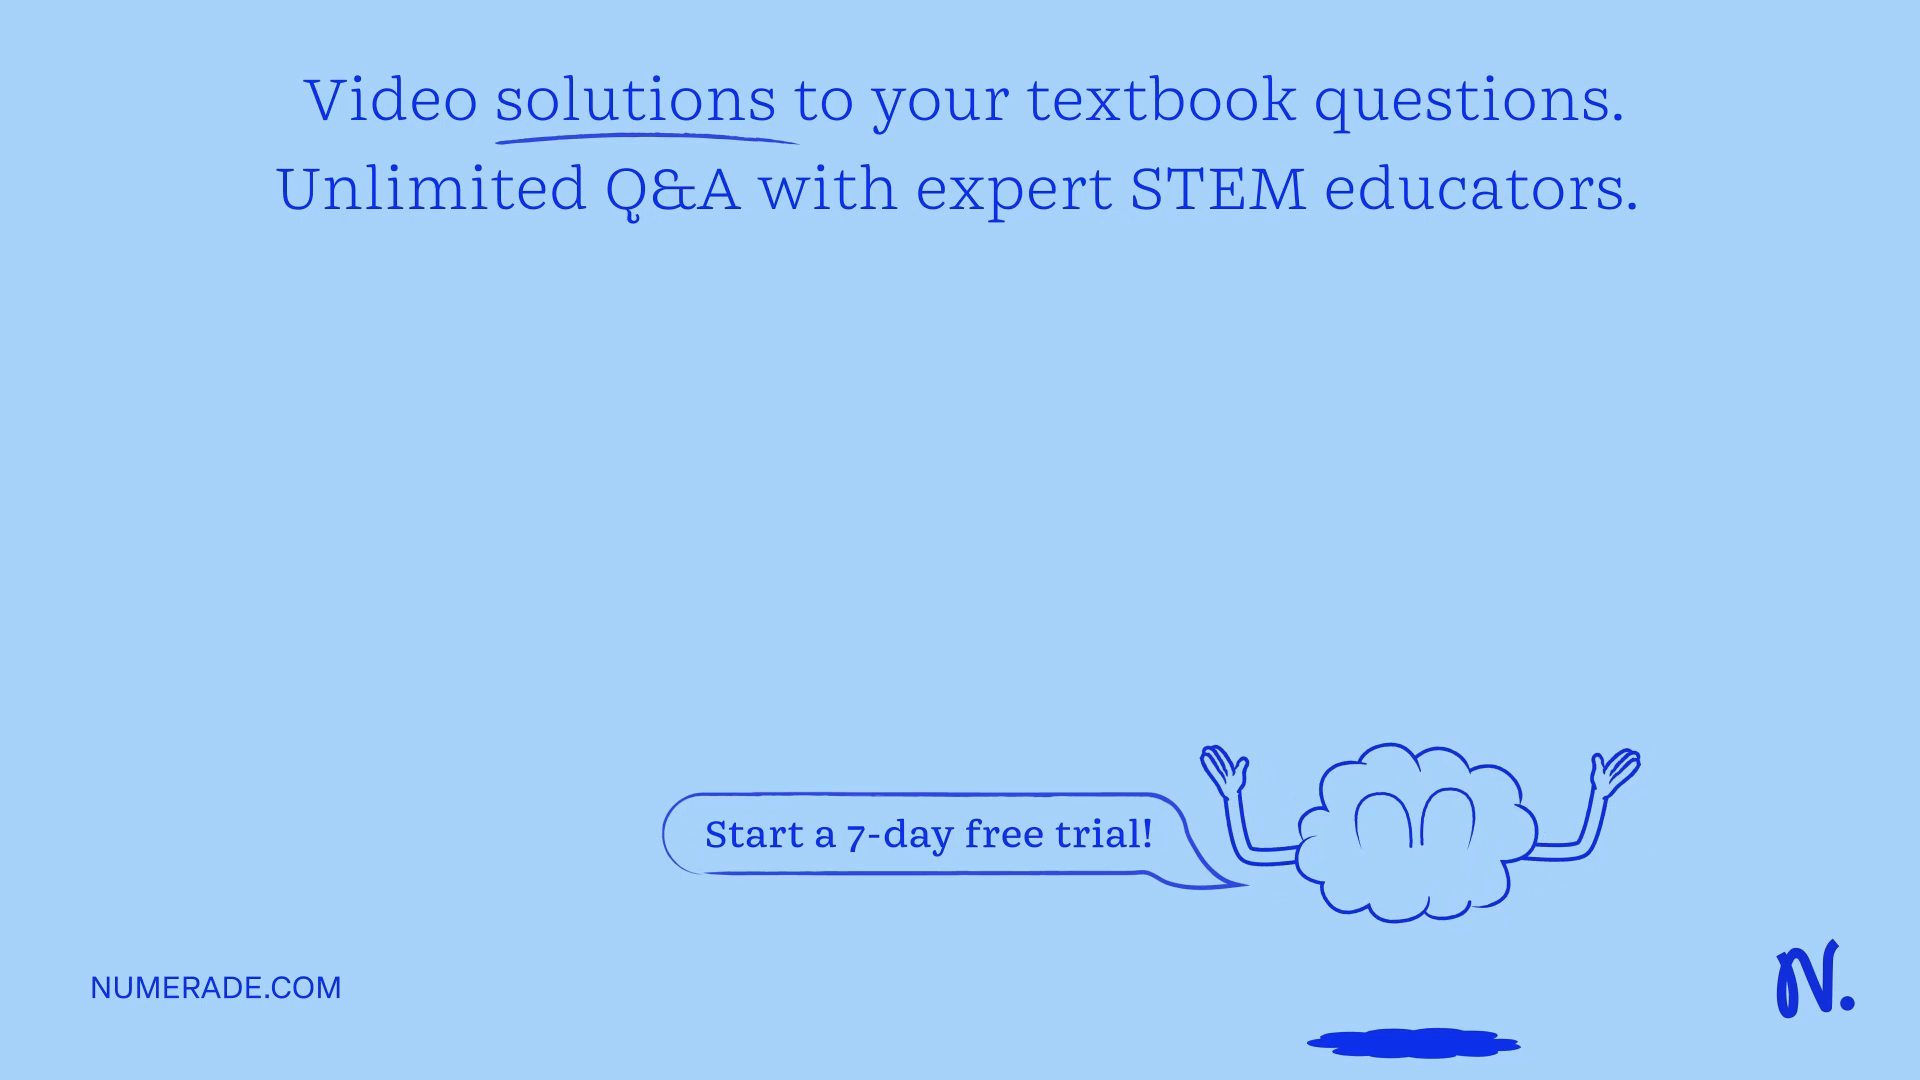 Video solutions to your textbook questions.
Unlimited Q&A with expert STEM educators.
Start a 7-day free trial!
NUMERADE.COM
N.